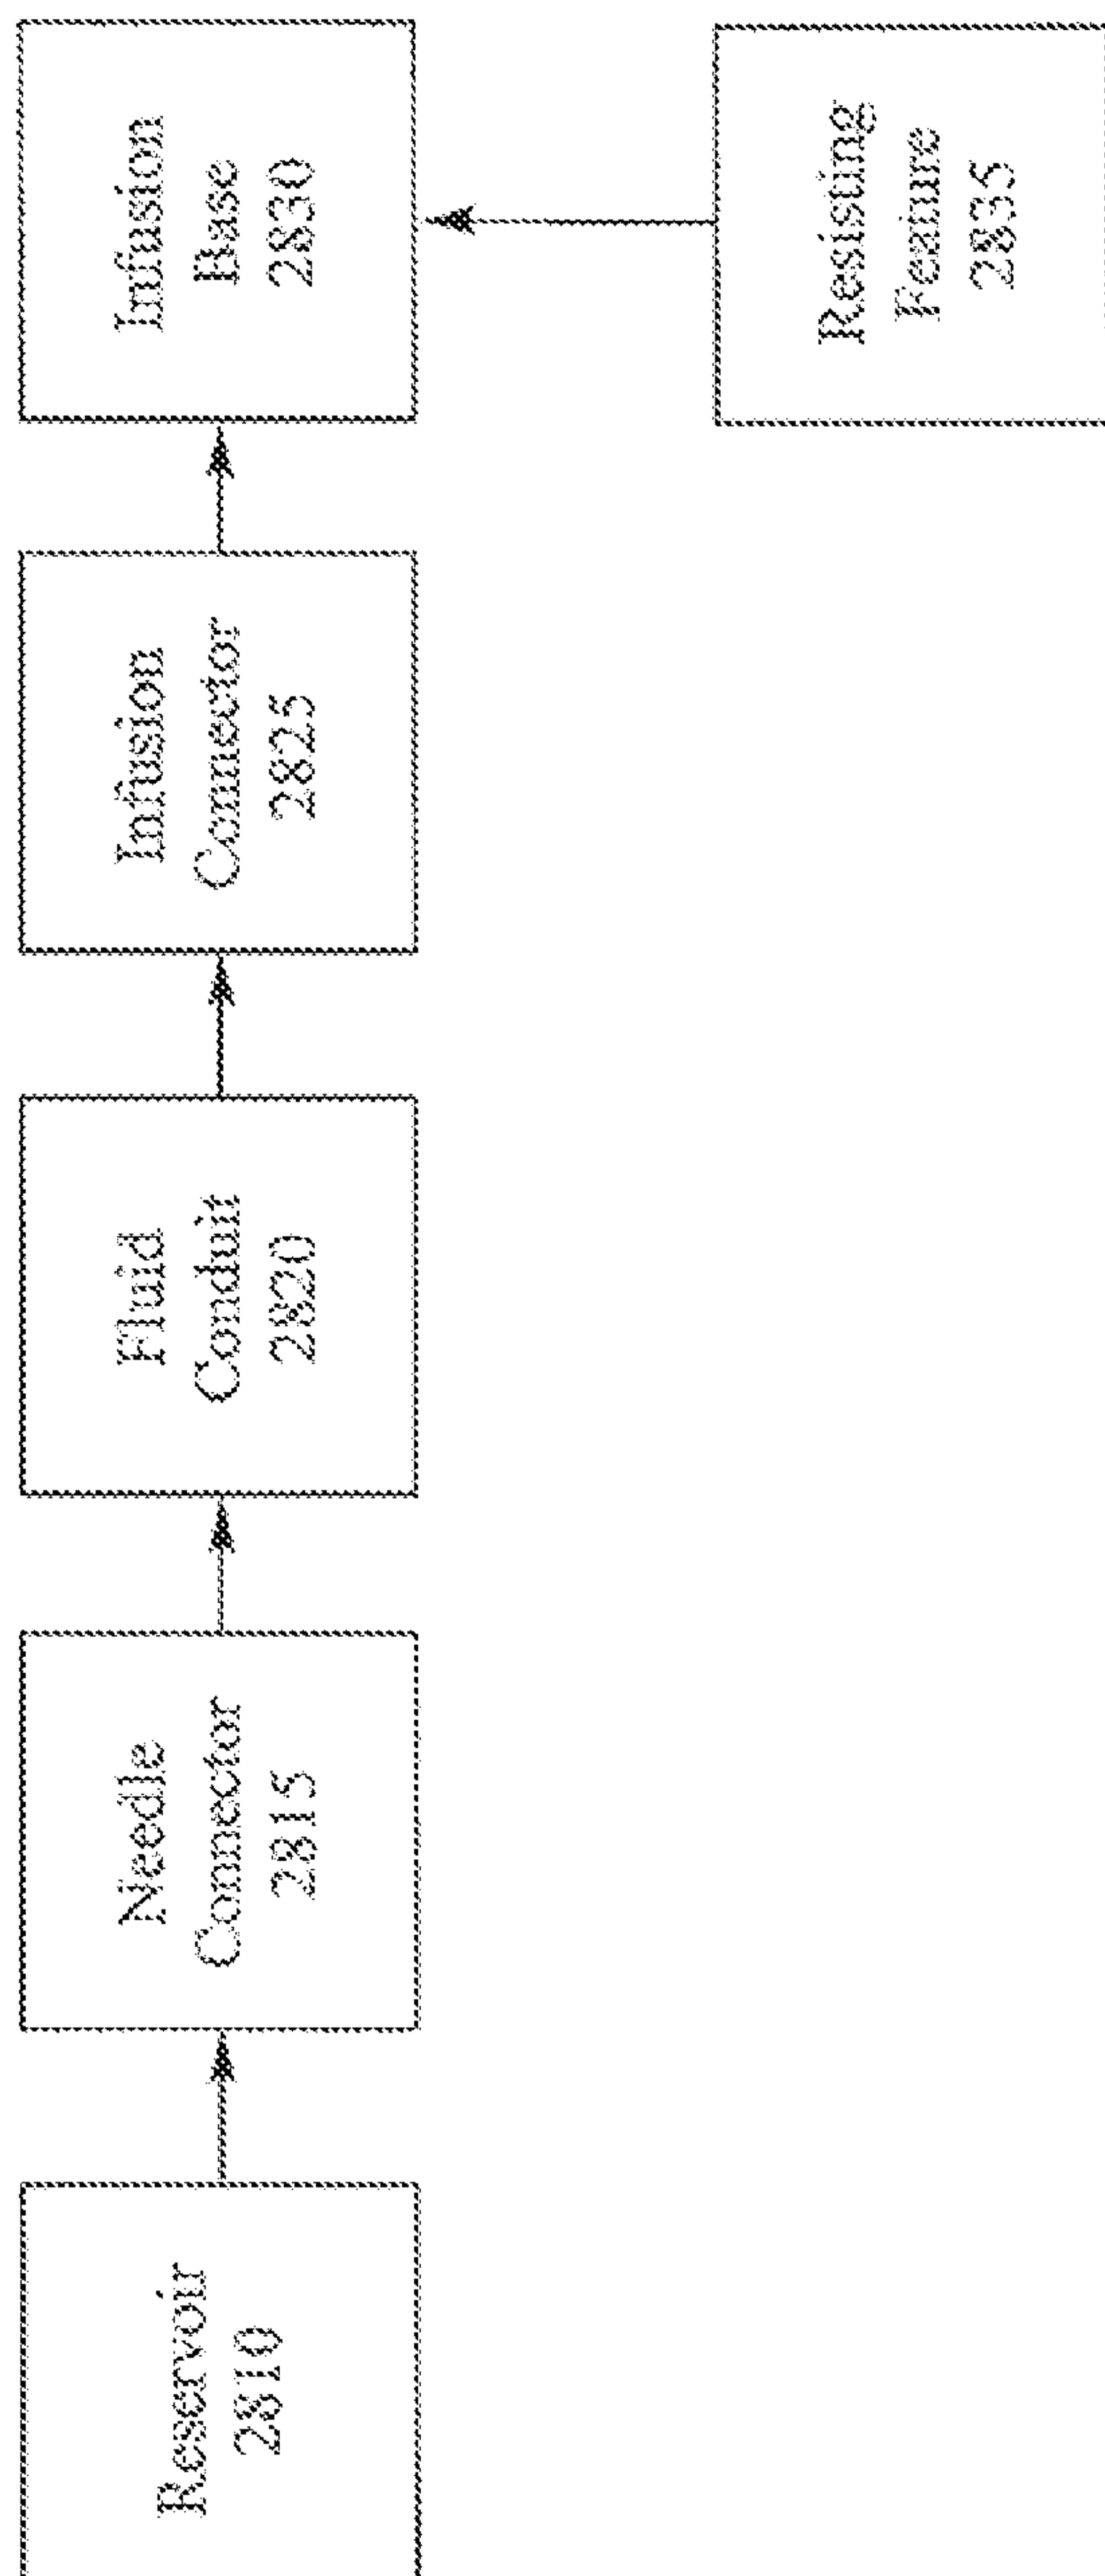 Reservoir
2810
Needle
Connector
2815
Fluid
Conduit
2820
Infusion
Connector
2825
Infusion
Base
2830
Resisting
Feature
2835